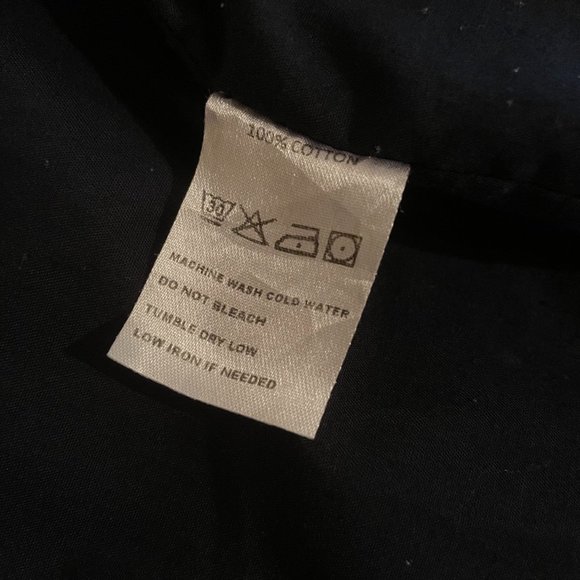 100% COTTON
30
MACHINE WASH COLD WATER
DO NOT BLEACH
TUMBLE DRY LOW
LOW IRON IF NEEDED